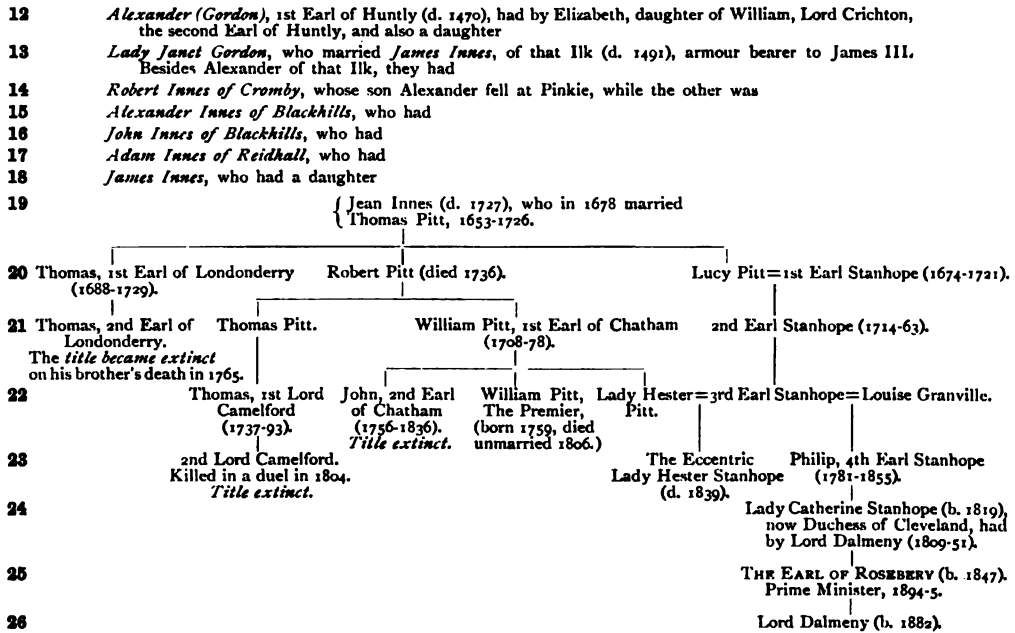 12 Alexander (Gordon), 1st Earl of Huntly (d. 1470), had by Elizabeth, daughter of William, Lord Crichton,
the second Earl of Huntly, and also a daughter
13 Lady Janet Gordon, who married James Innes, of that Ilk (d. 1491), armour bearer to James III.
Besides Alexander of that Ilk, they had
14 Robert Innes of Cromby, whose son Alexander fell at Pinkie, while the other was
15 Alexander Innes of Blackhills, who had
16 John Innes of Blackhills, who had
17 Adam Innes of Reidhall, who had
18 James Innes, who had a daughter
19 { Jean Innes (d. 1727), who in 1678 married
Thomas Pitt, 1653-1726.
20 Thomas, 1st Earl of Londonderry Robert Pitt (died 1736). Lucy Pitt=1st Earl Stanhope (1674-1721).
(1688-1729).
21 Thomas, 2nd Earl of Thomas Pitt. William Pitt, 1st Earl of Chatham 2nd Earl Stanhope (1714-63).
Londonderry. (1708-78).
The title became extinct
on his brother's death in 1765.
22 Thomas, 1st Lord John, 2nd Earl William Pitt, Lady Hester=3rd Earl Stanhope=Louise Granville.
Camelford of Chatham The Premier, Pitt.
(1737-93). (1756-1836). (born 1759, died
Title extinct. unmarried 1806.)
23 2nd Lord Camelford. The Eccentric Philip, 4th Earl Stanhope
Killed in a duel in 1804. Lady Hester Stanhope (1781-1855).
Title extinct. (d. 1839).
24 Lady Catherine Stanhope (b. 1819),
now Duchess of Cleveland, had
by Lord Dalmeny (1809-51).
25 THE EARL OF ROSEBERY (b. 1847).
Prime Minister, 1894-5.
26 Lord Dalmeny (b. 1882).